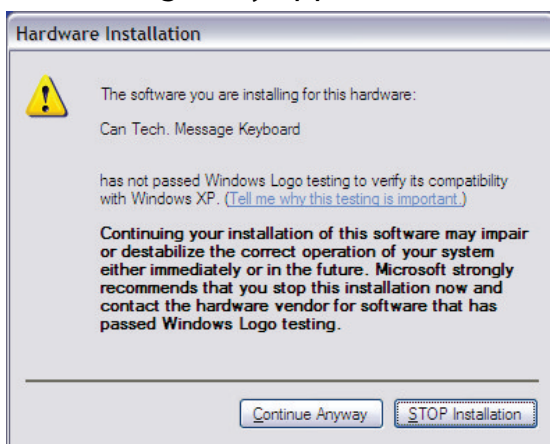 Hardware Installation
The software you are installing for this hardware:
Can Tech. Message Keyboard
has not passed Windows Logo testing to verify its compatibility
with Windows XP. (Tell me why this testing is important.)
Continuing your installation of this software may impair
or destabilize the correct operation of your system
either immediately or in the future. Microsoft strongly
recommends that you stop this installation now and
contact the hardware vendor for software that has
passed Windows Logo testing.
Continue Anyway
STOP Installation